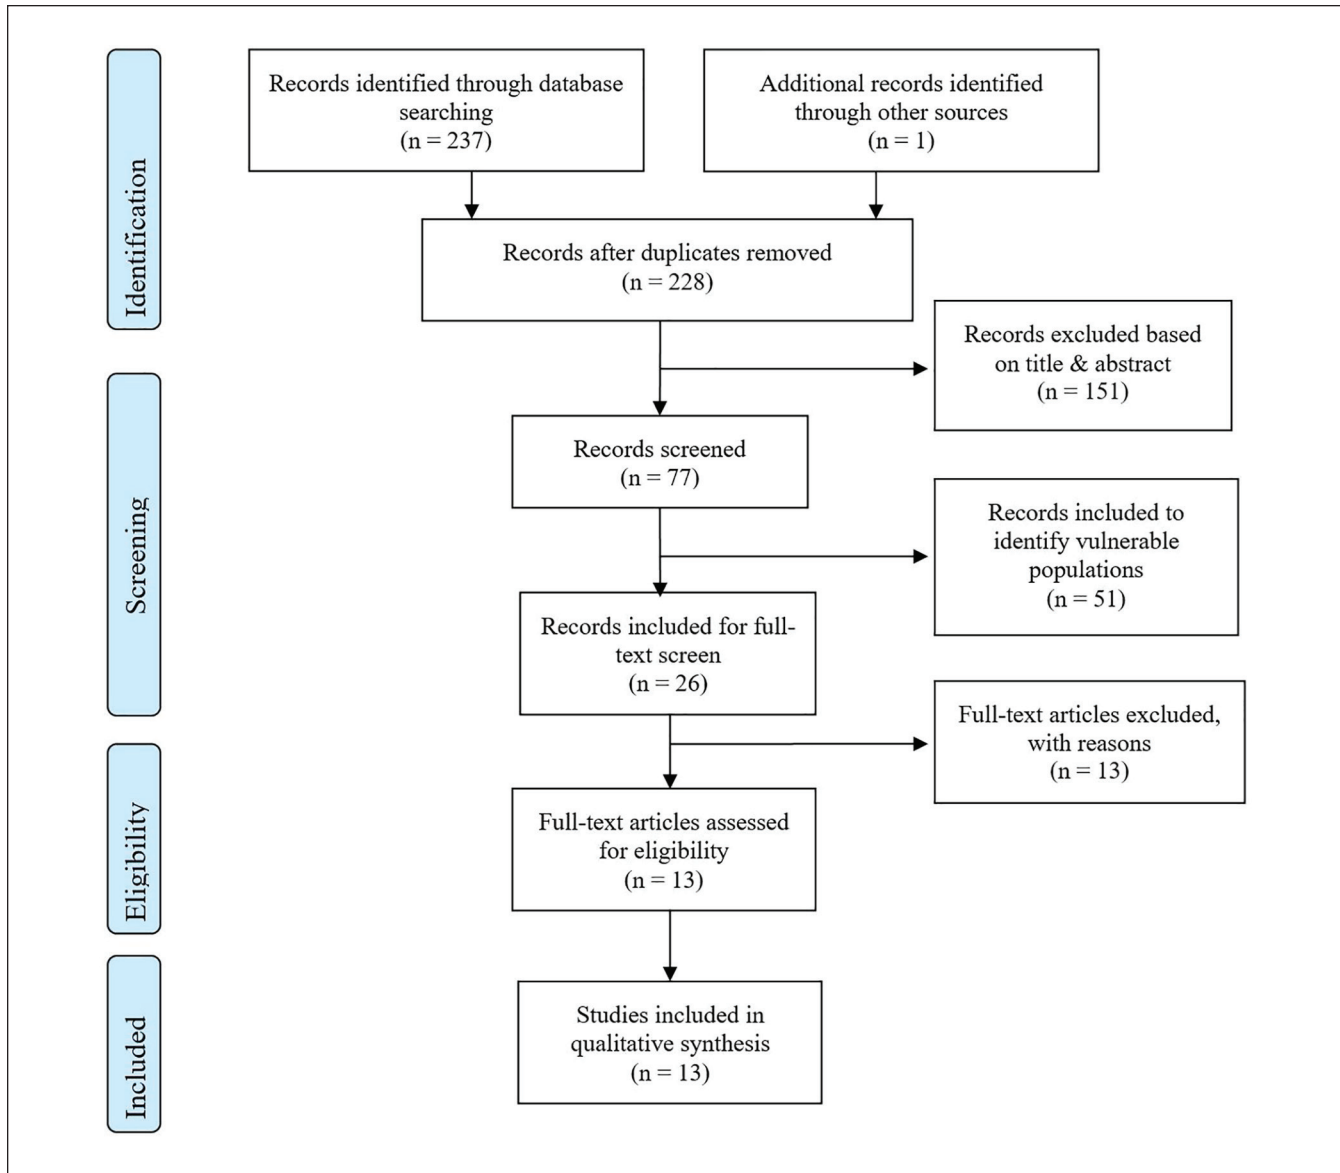 Identification
Records identified through database
searching
(n = 237)
Additional records identified
through other sources
(n = 1)
Records after duplicates removed
(n = 228)
Records excluded based
on title & abstract
(n = 151)
Screening
Records screened
(n = 77)
Records included to
identify vulnerable
populations
(n = 51)
Records included for full-
text screen
(n = 26)
Full-text articles excluded,
with reasons
(n = 13)
Eligibility
Full-text articles assessed
for eligibility
(n = 13)
Included
Studies included in
qualitative synthesis
(n = 13)